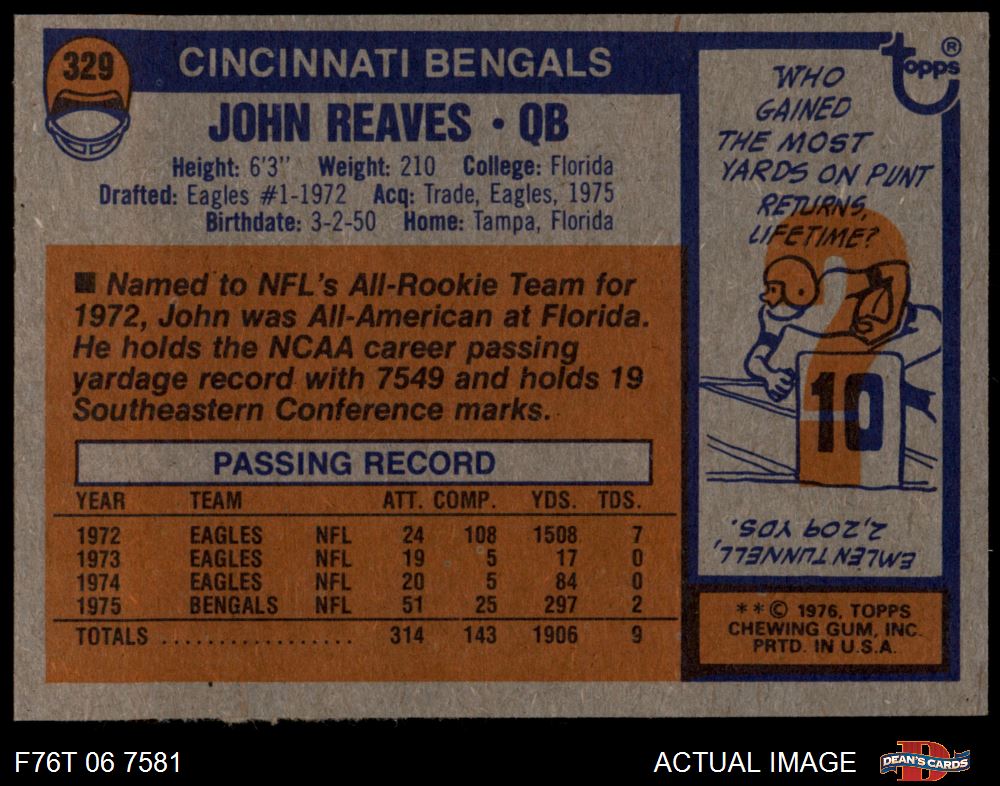 329
CINCINNATI BENGALS
JOHN REAVES • QB
Height: 6'3" Weight: 210 College: Florida
Drafted: Eagles #1-1972 Acq: Trade, Eagles, 1975
Birthdate: 3-2-50 Home: Tampa, Florida
■ Named to NFL's All-Rookie Team for
1972, John was All-American at Florida.
He holds the NCAA career passing
yardage record with 7549 and holds 19
Southeastern Conference marks.
PASSING RECORD
YEAR TEAM ATT. COMP. YDS. TDS.
1972 EAGLES NFL 24 108 1508 7
1973 EAGLES NFL 19 5 17 0
1974 EAGLES NFL 20 5 84 0
1975 BENGALS NFL 51 25 297 2
TOTALS .................. 314 143 1906 9
Topps ®
WHO
GAINED
THE MOST
YARDS ON PUNT
RETURNS,
LIFETIME?
10
EMLEN TUNNELL,
2,209 YDS.
**© 1976, TOPPS
CHEWING GUM, INC.
PRTD. IN U.S.A.
F76T 06 7581
ACTUAL IMAGE
D
DEAN'S CARDS